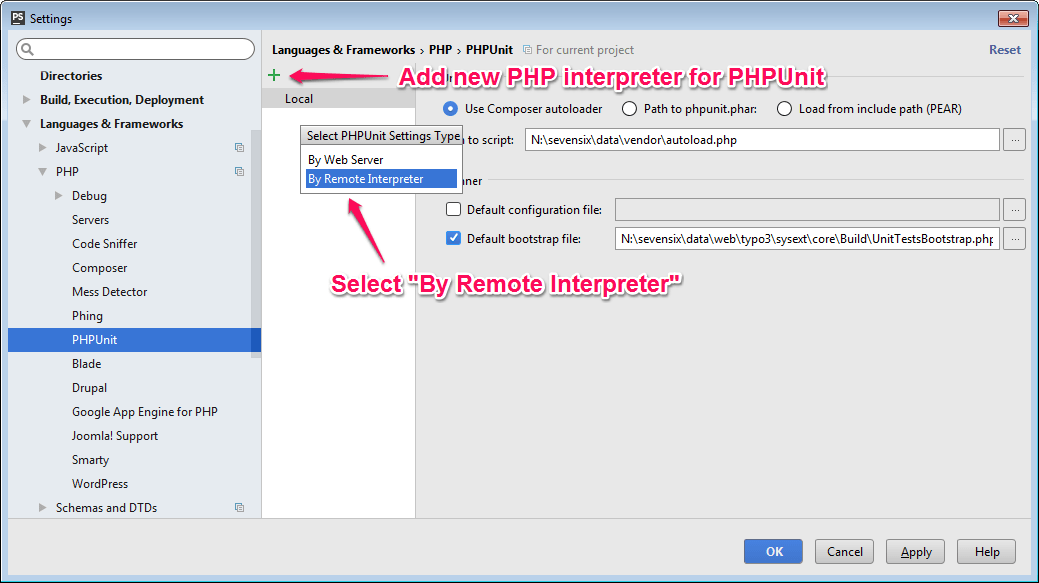 PS Settings
Languages & Frameworks › PHP › PHPUnit For current project Reset
Add new PHP interpreter for PHPUnit
Directories
Build, Execution, Deployment
Languages & Frameworks
JavaScript
PHP
Debug
Servers
Code Sniffer
Composer
Mess Detector
Phing
PHPUnit
Blade
Drupal
Google App Engine for PHP
Joomla! Support
Smarty
WordPress
Schemas and DTDs
Local
Select PHPUnit Settings Type
By Web Server
By Remote Interpreter
Select "By Remote Interpreter"
Use Composer autoloader Path to phpunit.phar: Load from include path (PEAR)
to script: N:\sevensix\data\vendor\autoload.php ...
Default configuration file: ...
Default bootstrap file: N:\sevensix\data\web\typo3\sysext\core\Build\UnitTestsBootstrap.php ...
OK Cancel Apply Help